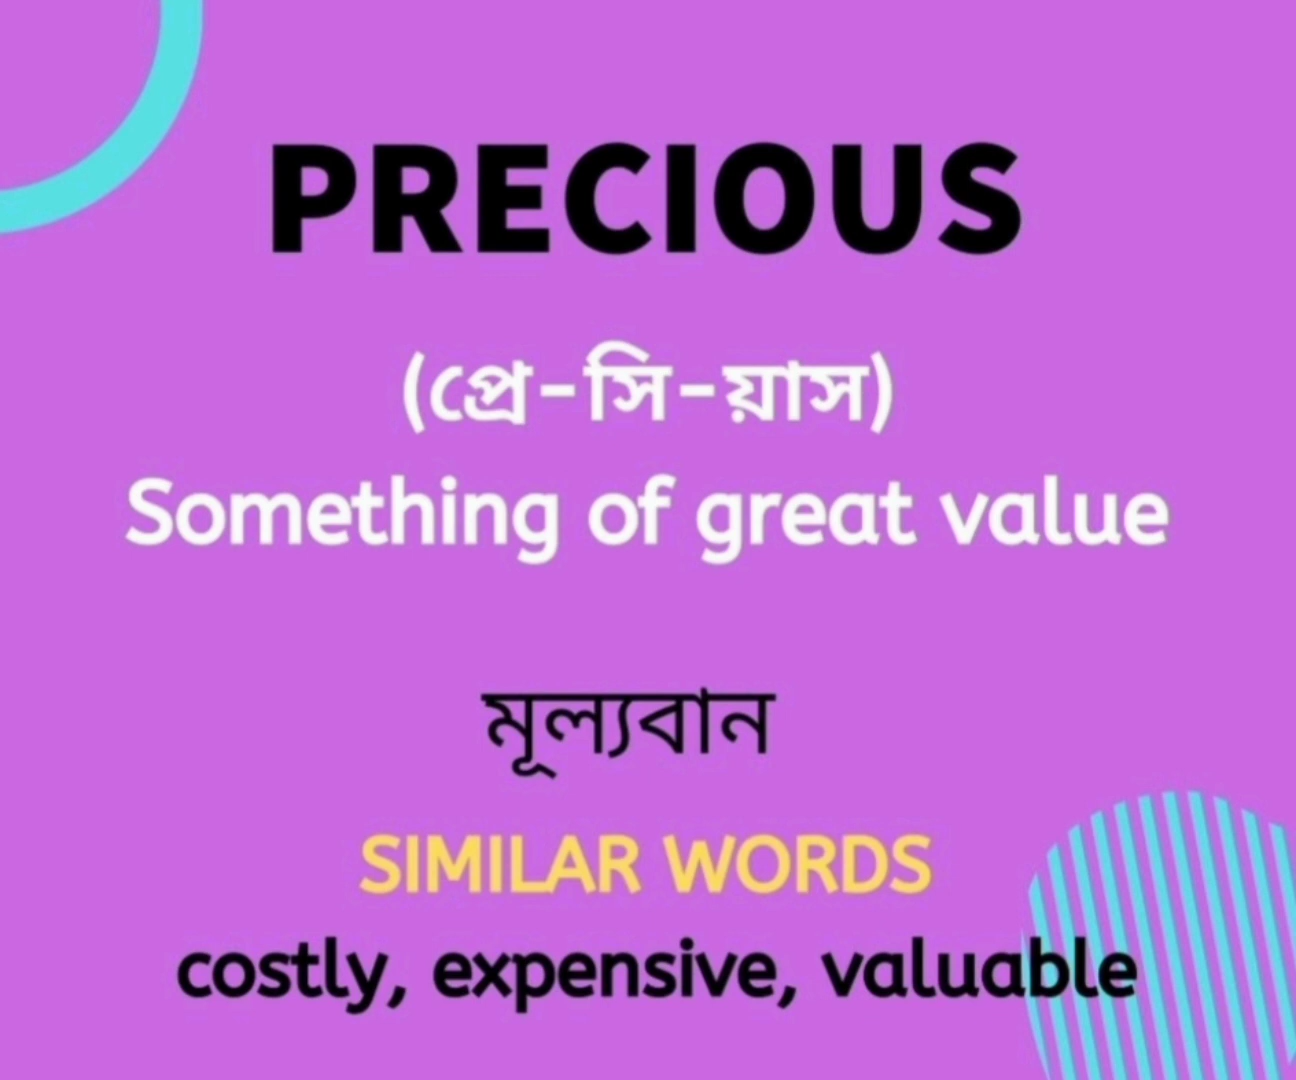 PRECIOUS
(প্রে-সি-য়াস)
Something of great value
মূল্যবান
SIMILAR WORDS
costly, expensive, valuable